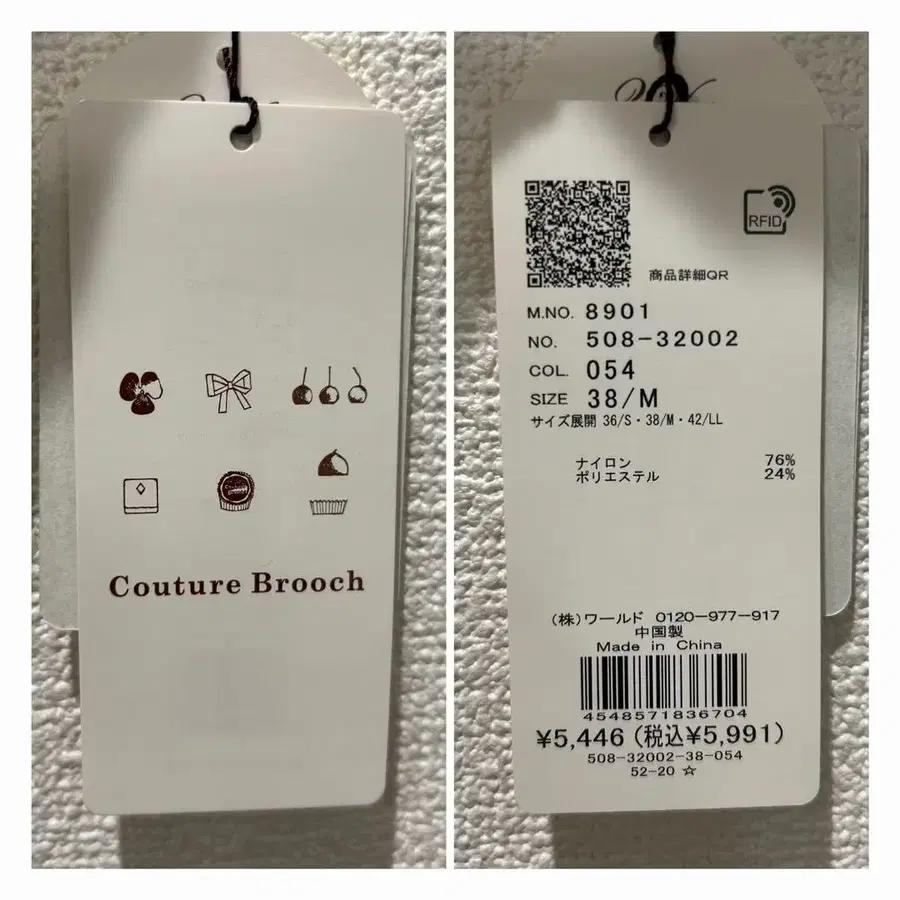 Couture Brooch
RFID
商品詳細QR
M.NO. 8901
NO. 508-32002
COL. 054
SIZE 38/M
サイズ展開 36/S・38/M・42/LL
ナイロン 76%
ポリエステル 24%
(株)ワールド 0120-977-917
中国製
Made in China
4548571836704
¥5,446(税込¥5,991)
508-32002-38-054
52-20 ☆